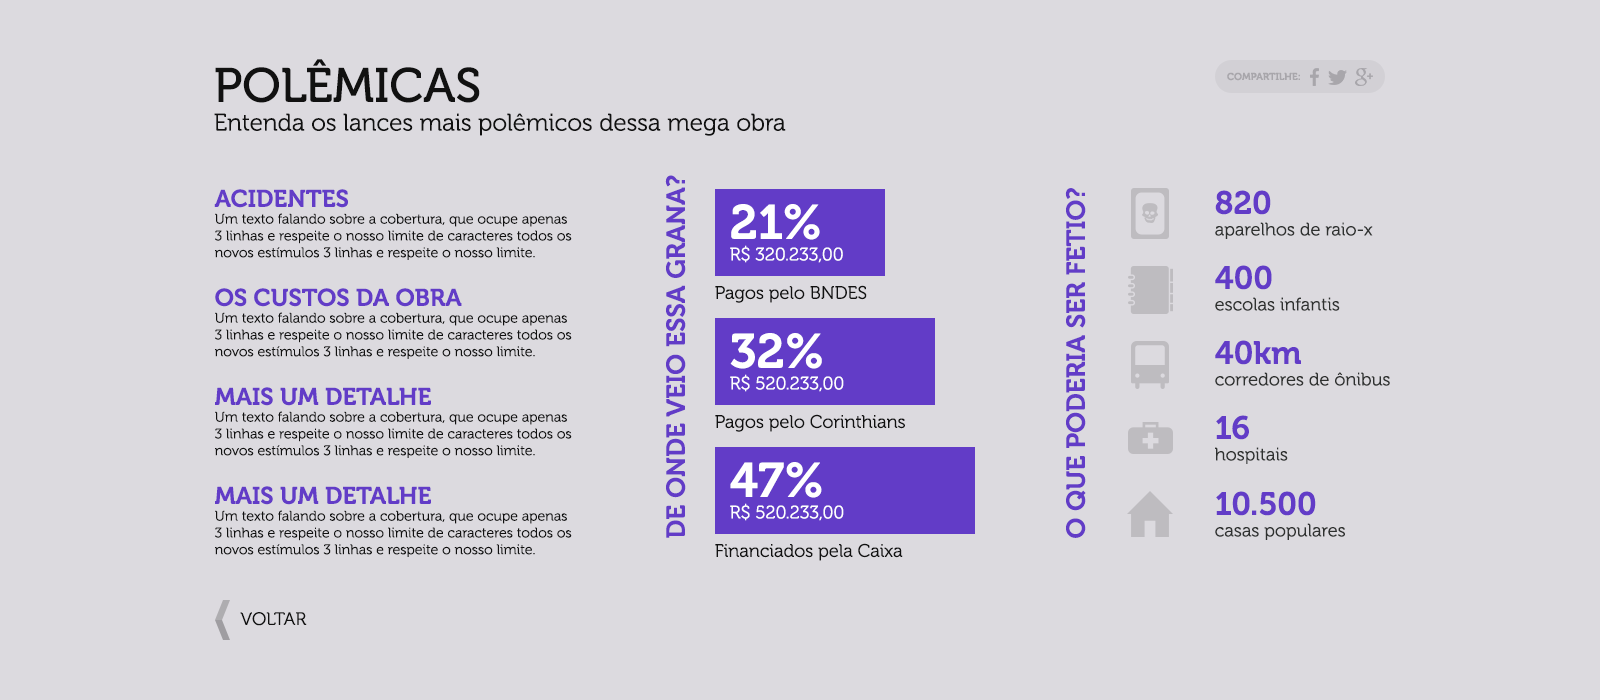 POLÊMICAS
Entenda os lances mais polêmicos dessa mega obra
COMPARTILHE:
ACIDENTES
Um texto falando sobre a cobertura, que ocupe apenas
3 linhas e respeite o nosso limite de caracteres todos os
novos estímulos 3 linhas e respeite o nosso limite.
OS CUSTOS DA OBRA
Um texto falando sobre a cobertura, que ocupe apenas
3 linhas e respeite o nosso limite de caracteres todos os
novos estímulos 3 linhas e respeite o nosso limite.
MAIS UM DETALHE
Um texto falando sobre a cobertura, que ocupe apenas
3 linhas e respeite o nosso limite de caracteres todos os
novos estímulos 3 linhas e respeite o nosso limite.
MAIS UM DETALHE
Um texto falando sobre a cobertura, que ocupe apenas
3 linhas e respeite o nosso limite de caracteres todos os
novos estímulos 3 linhas e respeite o nosso limite.
DE ONDE VEIO ESSA GRANA?
21%
R$ 320.233,00
Pagos pelo BNDES
32%
R$ 520.233,00
Pagos pelo Corinthians
47%
R$ 520.233,00
Financiados pela Caixa
O QUE PODERIA SER FETIO?
820
aparelhos de raio-x
400
escolas infantis
40km
corredores de ônibus
16
hospitais
10.500
casas populares
VOLTAR